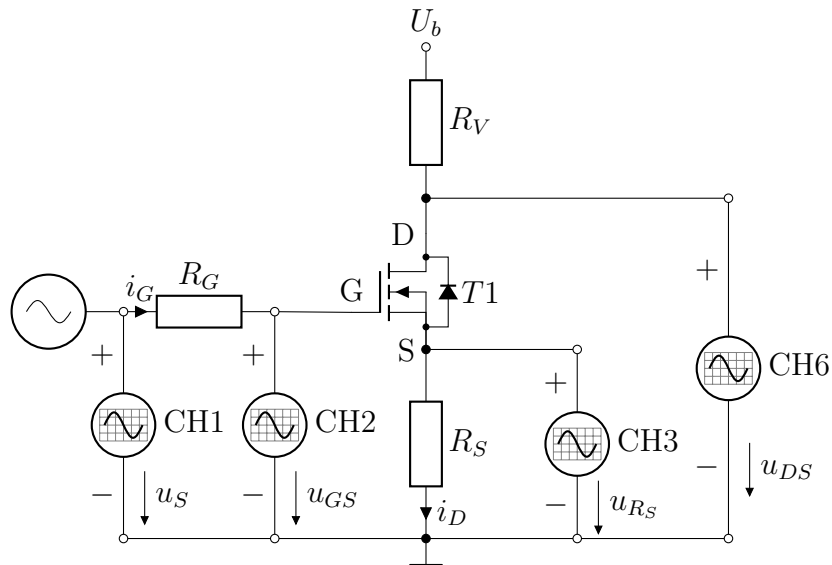 U_b
R_V
D
R_G
i_G
G
T1
+
S
+
+
+
CH6
CH1
CH2
R_S
CH3
−
u_S
−
u_GS
i_D
−
u_R_S
−
u_DS